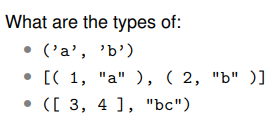 What are the types of:
• (’a’, ’b’)
• [( 1, "a" ), ( 2, "b" )]
• ([ 3, 4 ], "bc")